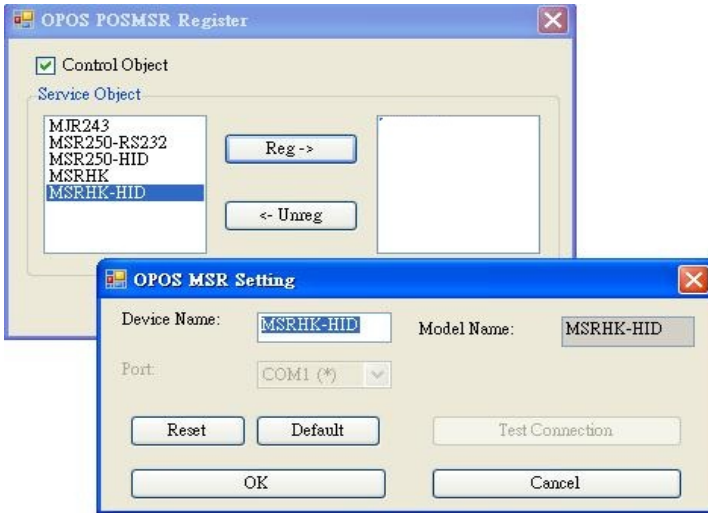 OPOS POSMSR Register
Control Object
Service Object
MJR243
MSR250-RS232
MSR250-HID
MSRHK
MSRHK-HID
Reg ->
<- Unreg
OPOS MSR Setting
Device Name: MSRHK-HID Model Name: MSRHK-HID
Port: COM1 (*)
Reset Default Test Connection
OK Cancel